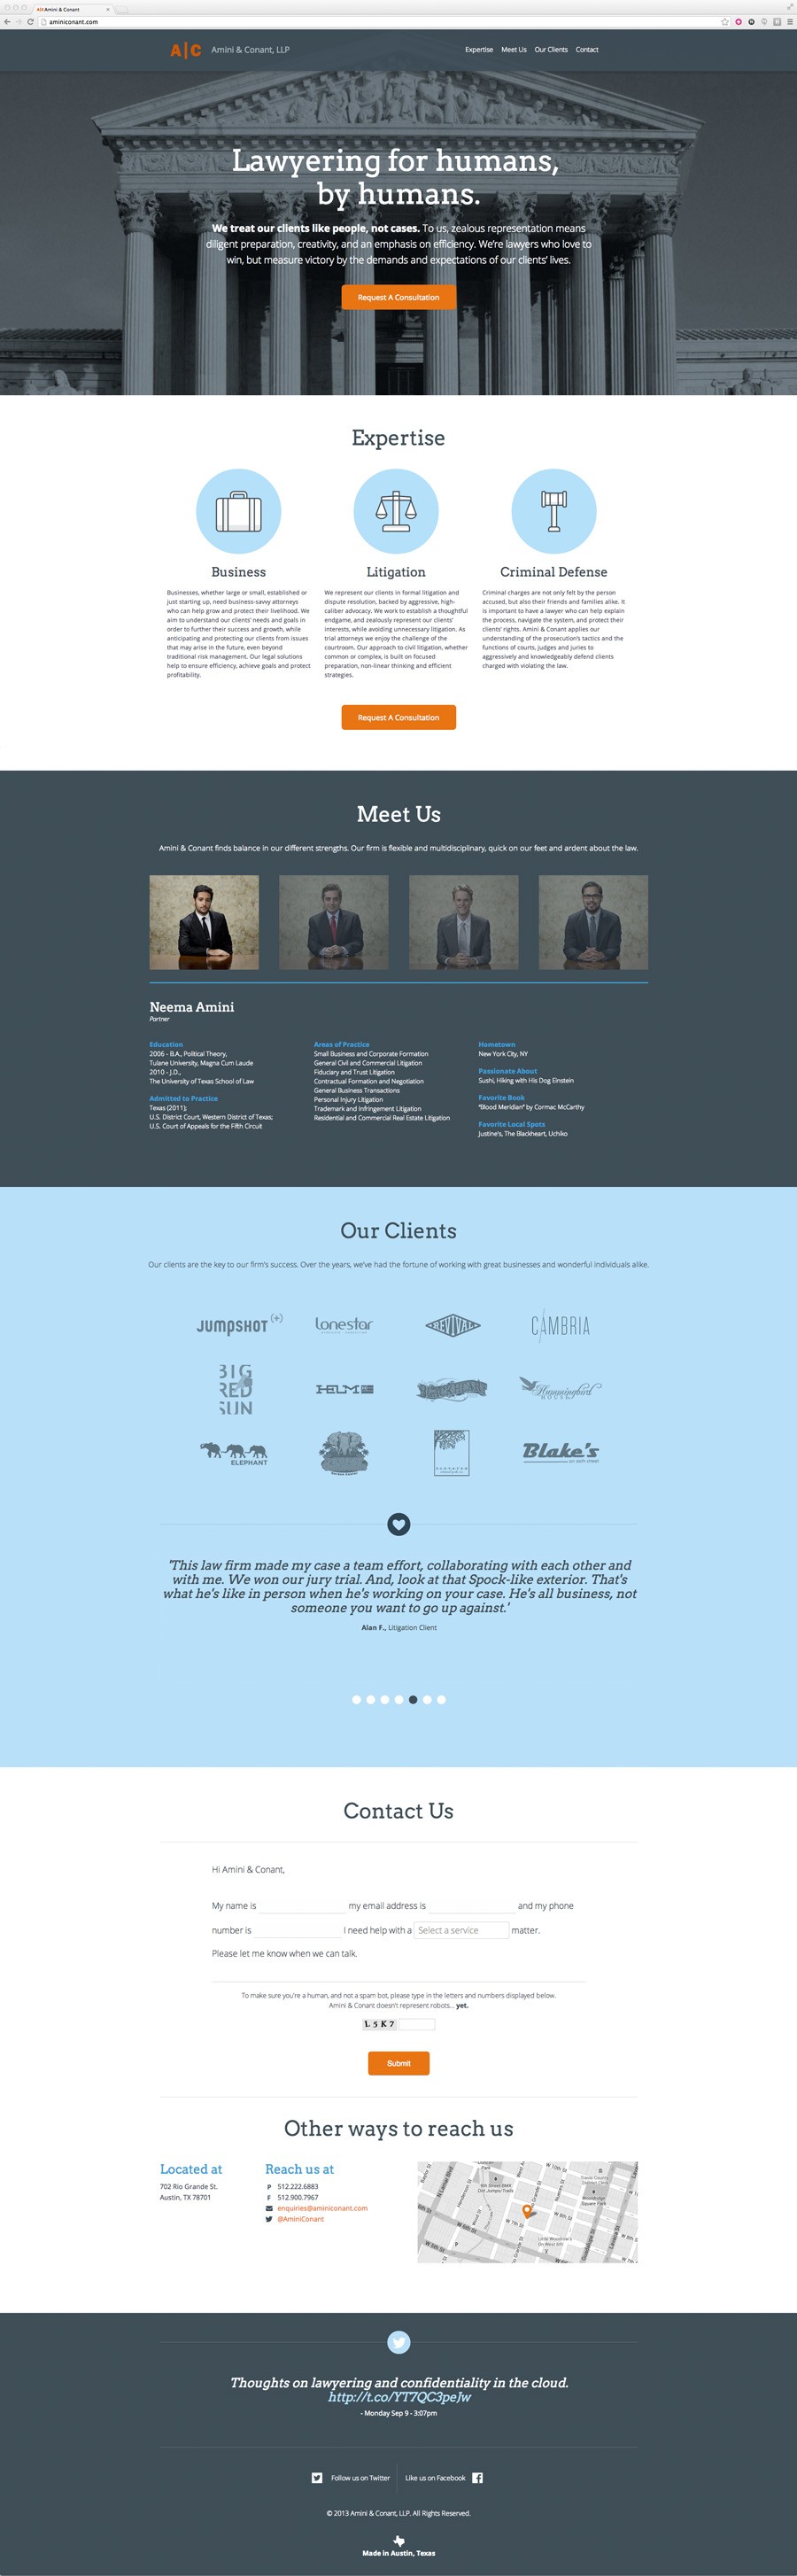 A|C Amini & Conant
aminiconant.com
A|C Amini & Conant, LLP
Expertise Meet Us Our Clients Contact
Lawyering for humans,
by humans.
We treat our clients like people, not cases. To us, zealous representation means
diligent preparation, creativity, and an emphasis on efficiency. We're lawyers who love to
win, but measure victory by the demands and expectations of our clients' lives.
Request A Consultation
Expertise
Business
Businesses, whether large or small, established or
just starting up, need business-savvy attorneys
who can help grow and protect their livelihood. We
aim to understand our clients' needs and goals in
order to further their success and growth, while
anticipating and protecting our clients from issues
that may arise in the future, even beyond
traditional risk management. Our legal solutions
help to ensure efficiency, achieve goals and protect
profitability.
Litigation
We represent our clients in formal litigation and
dispute resolution, backed by aggressive, high-
caliber advocacy. We work to establish a thoughtful
endgame, and zealously represent our clients'
interests, while avoiding unnecessary litigation. As
trial attorneys we enjoy the challenge of the
courtroom. Our approach to civil litigation, whether
common or complex, is built on focused
preparation, non-linear thinking and efficient
strategies.
Criminal Defense
Criminal charges are not only felt by the person
accused, but also their friends and families alike. It
is important to have a lawyer who can help explain
the process, navigate the system, and protect their
clients' rights. Amini & Conant applies our
understanding of the prosecution's tactics and the
functions of courts, judges and juries to
aggressively and knowledgeably defend clients
charged with violating the law.
Request A Consultation
Meet Us
Amini & Conant finds balance in our different strengths. Our firm is flexible and multidisciplinary, quick on our feet and ardent about the law.
Neema Amini
Partner
Education
2006 - B.A., Political Theory,
Tulane University, Magna Cum Laude
2010 - J.D.,
The University of Texas School of Law
Admitted to Practice
Texas (2011);
U.S. District Court, Western District of Texas;
U.S. Court of Appeals for the Fifth Circuit
Areas of Practice
Small Business and Corporate Formation
General Civil and Commercial Litigation
Fiduciary and Trust Litigation
Contractual Formation and Negotiation
General Business Transactions
Personal Injury Litigation
Trademark and Infringement Litigation
Residential and Commercial Real Estate Litigation
Hometown
New York City, NY
Passionate About
Sushi, Hiking with His Dog Einstein
Favorite Book
"Blood Meridian" by Cormac McCarthy
Favorite Local Spots
Justine's, The Blackheart, Uchiko
Our Clients
Our clients are the key to our firm's success. Over the years, we've had the fortune of working with great businesses and wonderful individuals alike.
JUMPSHOT (+)
lonestar
REVIVAL
CAMBRIA
BIG
RED
SUN
HELM
Hummingbird
HOUSE
ELEPHANT
Blake's
'This law firm made my case a team effort, collaborating with each other and
with me. We won our jury trial. And, look at that Spock-like exterior. That's
what he's like in person when he's working on your case. He's all business, not
someone you want to go up against.'
Alan F., Litigation Client
Contact Us
Hi Amini & Conant,
My name is my email address is and my phone
number is I need help with a Select a service matter.
Please let me know when we can talk.
To make sure you're a human, and not a spam bot, please type in the letters and numbers displayed below.
Amini & Conant doesn't represent robots... yet.
L 5 K 7
Submit
Other ways to reach us
Located at
702 Rio Grande St.
Austin, TX 78701
Reach us at
P 512.222.6883
F 512.900.7967
enquiries@aminiconant.com
@AminiConant
Thoughts on lawyering and confidentiality in the cloud.
http://t.co/YT7QC3peJw
- Monday Sep 9 - 3:07pm
Follow us on Twitter Like us on Facebook
© 2013 Amini & Conant, LLP. All Rights Reserved.
Made in Austin, Texas